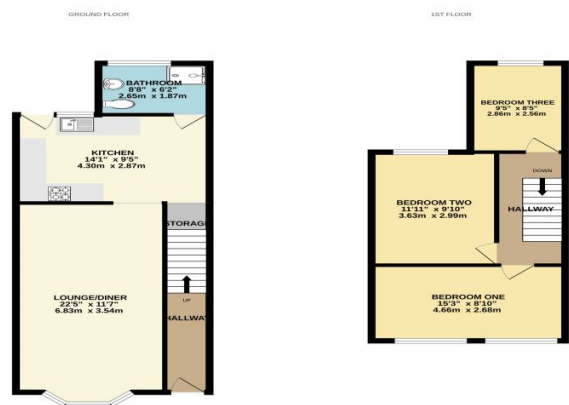 GROUND FLOOR
BATHROOM
8'8" x 6'2"
2.65m x 1.87m
KITCHEN
14'1" x 9'5"
4.30m x 2.87m
STORAGE
LOUNGE/DINER
22'5" x 11'7"
6.83m x 3.54m
UP
HALLWAY
1ST FLOOR
BEDROOM THREE
9'5" x 8'5"
2.86m x 2.56m
DOWN
HALLWAY
BEDROOM TWO
11'11" x 9'10"
3.63m x 2.99m
BEDROOM ONE
15'3" x 8'10"
4.66m x 2.68m